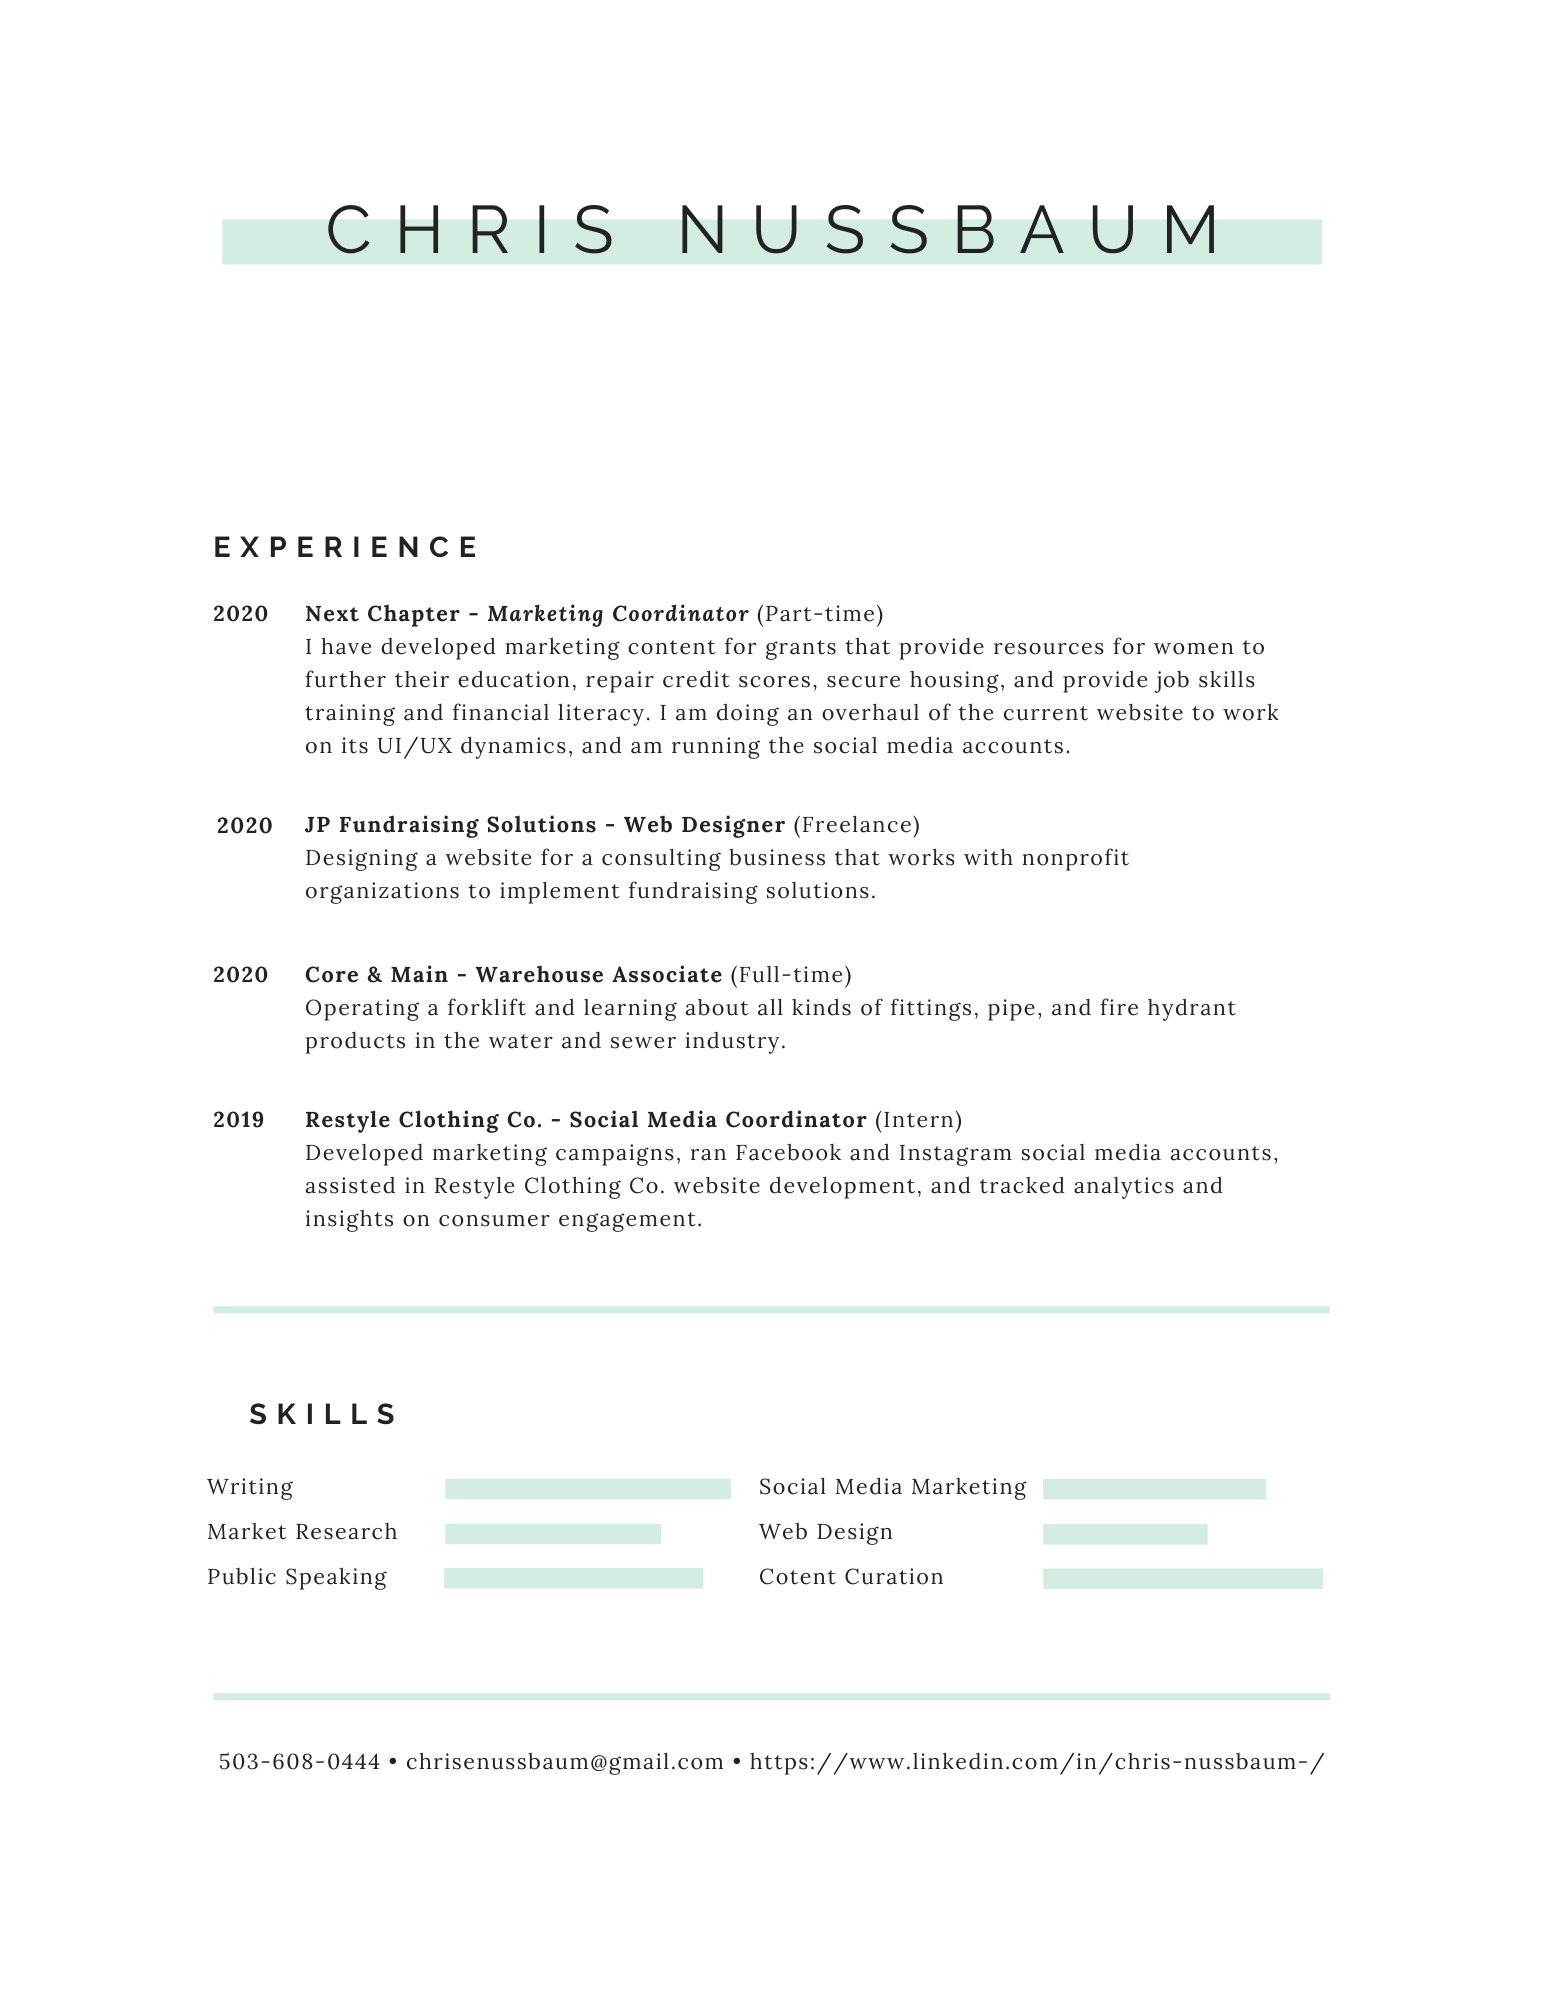 CHRIS NUSSBAUM
EXPERIENCE
2020 Next Chapter - Marketing Coordinator (Part-time)
I have developed marketing content for grants that provide resources for women to
further their education, repair credit scores, secure housing, and provide job skills
training and financial literacy. I am doing an overhaul of the current website to work
on its UI/UX dynamics, and am running the social media accounts.
2020 JP Fundraising Solutions - Web Designer (Freelance)
Designing a website for a consulting business that works with nonprofit
organizations to implement fundraising solutions.
2020 Core & Main - Warehouse Associate (Full-time)
Operating a forklift and learning about all kinds of fittings, pipe, and fire hydrant
products in the water and sewer industry.
2019 Restyle Clothing Co. - Social Media Coordinator (Intern)
Developed marketing campaigns, ran Facebook and Instagram social media accounts,
assisted in Restyle Clothing Co. website development, and tracked analytics and
insights on consumer engagement.
SKILLS
Writing
Market Research
Public Speaking
Social Media Marketing
Web Design
Cotent Curation
503-608-0444 • chrisenussbaum@gmail.com • https://www.linkedin.com/in/chris-nussbaum-/